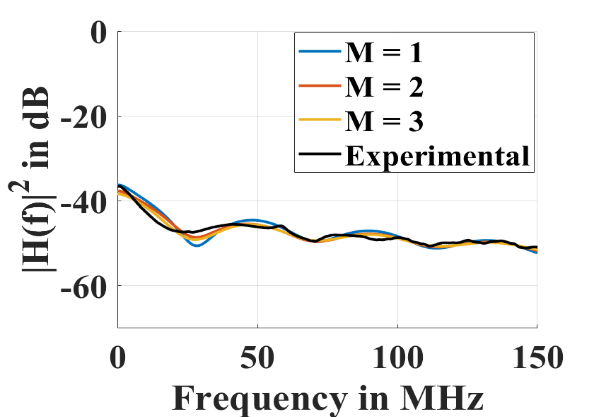 0
-20
-40
-60
|H(f)|² in dB
M = 1
M = 2
M = 3
Experimental
0 50 100 150
Frequency in MHz